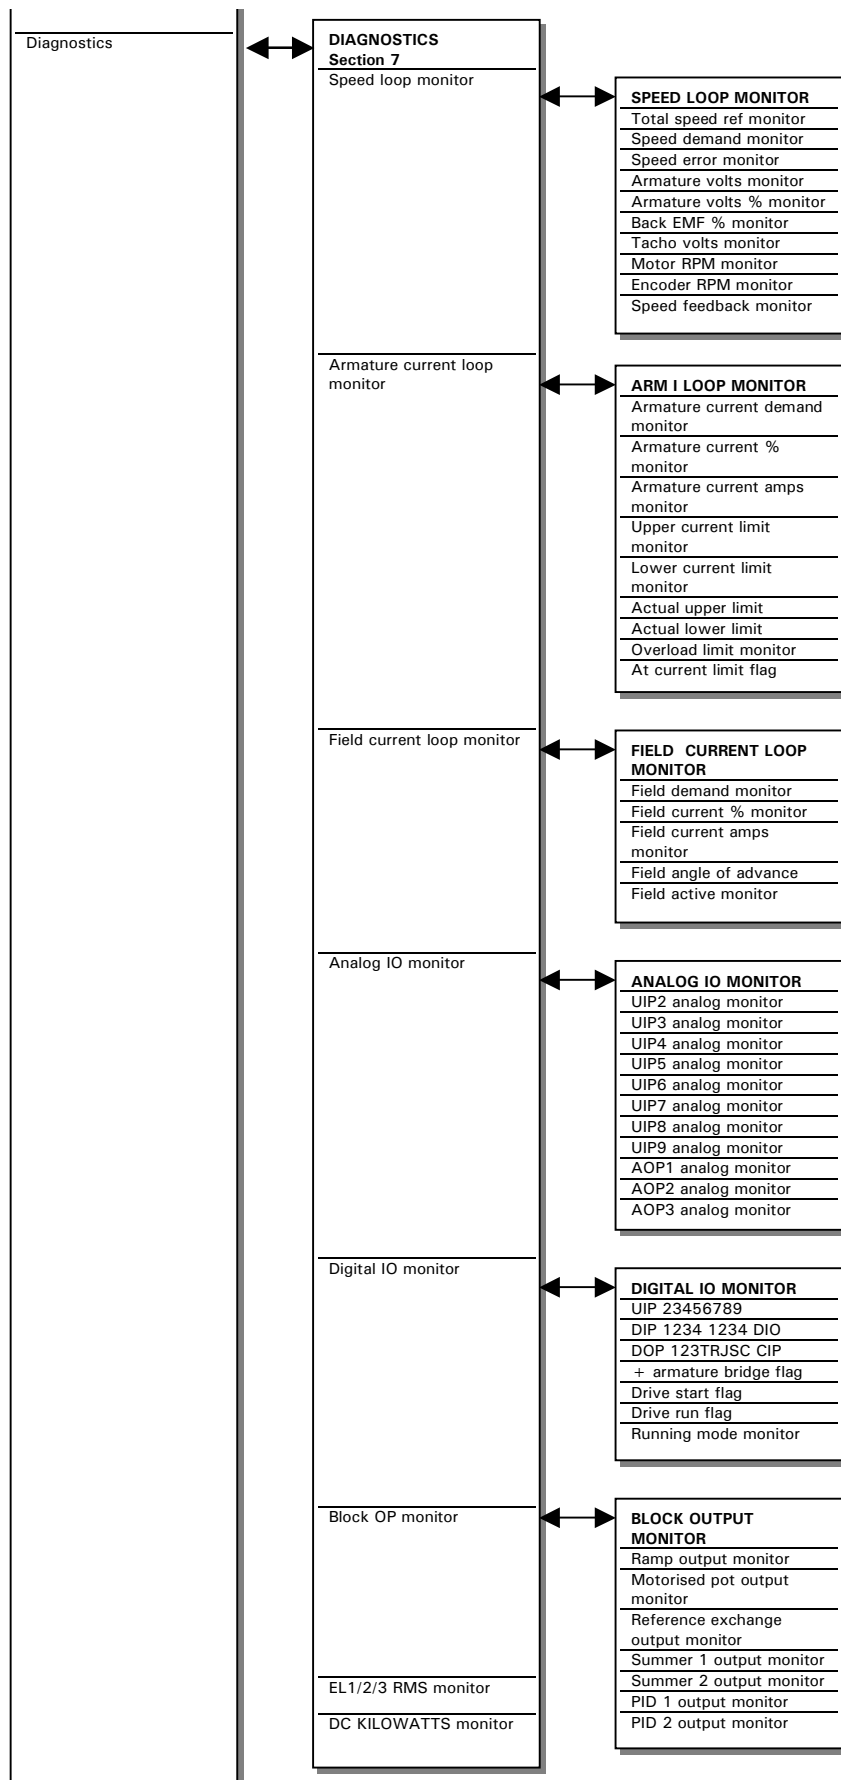 Diagnostics
DIAGNOSTICS
Section 7
Speed loop monitor
SPEED LOOP MONITOR
Total speed ref monitor
Speed demand monitor
Speed error monitor
Armature volts monitor
Armature volts % monitor
Back EMF % monitor
Tacho volts monitor
Motor RPM monitor
Encoder RPM monitor
Speed feedback monitor
Armature current loop
monitor
ARM I LOOP MONITOR
Armature current demand
monitor
Armature current %
monitor
Armature current amps
monitor
Upper current limit
monitor
Lower current limit
monitor
Actual upper limit
Actual lower limit
Overload limit monitor
At current limit flag
Field current loop monitor
FIELD CURRENT LOOP
MONITOR
Field demand monitor
Field current % monitor
Field current amps
monitor
Field angle of advance
Field active monitor
Analog IO monitor
ANALOG IO MONITOR
UIP2 analog monitor
UIP3 analog monitor
UIP4 analog monitor
UIP5 analog monitor
UIP6 analog monitor
UIP7 analog monitor
UIP8 analog monitor
UIP9 analog monitor
AOP1 analog monitor
AOP2 analog monitor
AOP3 analog monitor
Digital IO monitor
DIGITAL IO MONITOR
UIP 23456789
DIP 1234 1234 DIO
DOP 123TRJSC CIP
+ armature bridge flag
Drive start flag
Drive run flag
Running mode monitor
Block OP monitor
BLOCK OUTPUT
MONITOR
Ramp output monitor
Motorised pot output
monitor
Reference exchange
output monitor
Summer 1 output monitor
Summer 2 output monitor
PID 1 output monitor
PID 2 output monitor
EL1/2/3 RMS monitor
DC KILOWATTS monitor